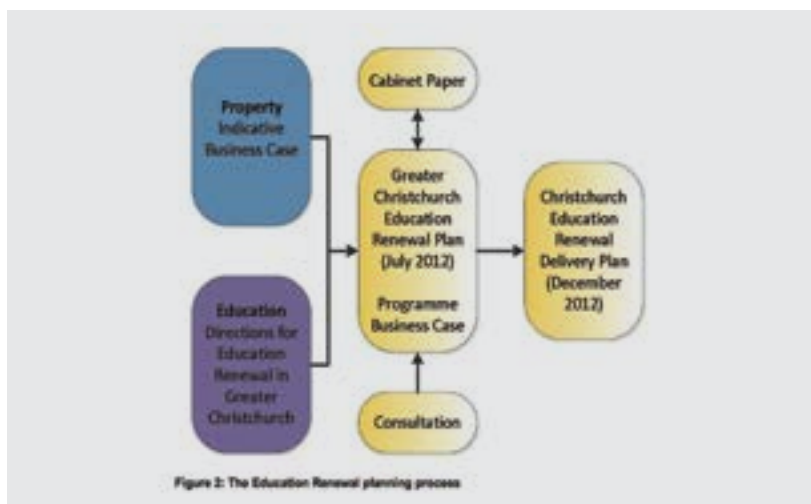 Property
Indicative
Business Case
Education
Directions for
Education
Renewal in
Greater
Christchurch
Cabinet Paper
Greater
Christchurch
Education
Renewal Plan
(July 2012)
Programme
Business Case
Consultation
Christchurch
Education
Renewal
Delivery Plan
(December
2012)
Figure 2: The Education Renewal planning process